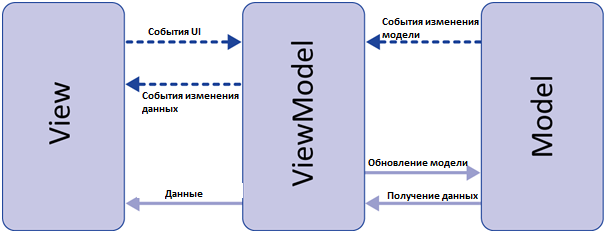 View
События UI
События изменения
данных
Данные
ViewModel
События изменения
модели
Обновление модели
Получение данных
Model